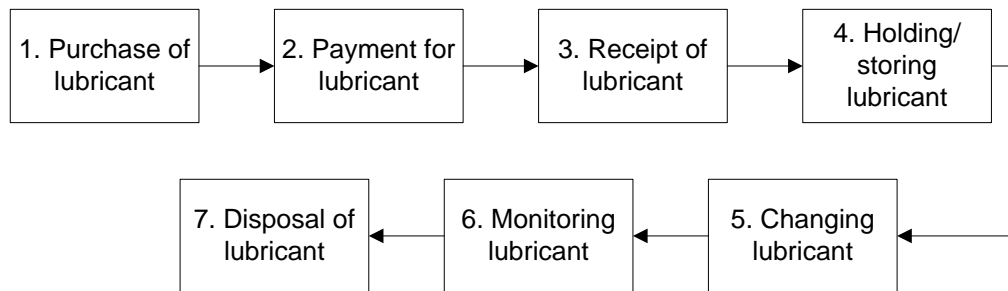 1. Purchase of
lubricant
2. Payment for
lubricant
3. Receipt of
lubricant
4. Holding/
storing
lubricant
5. Changing
lubricant
6. Monitoring
lubricant
7. Disposal of
lubricant